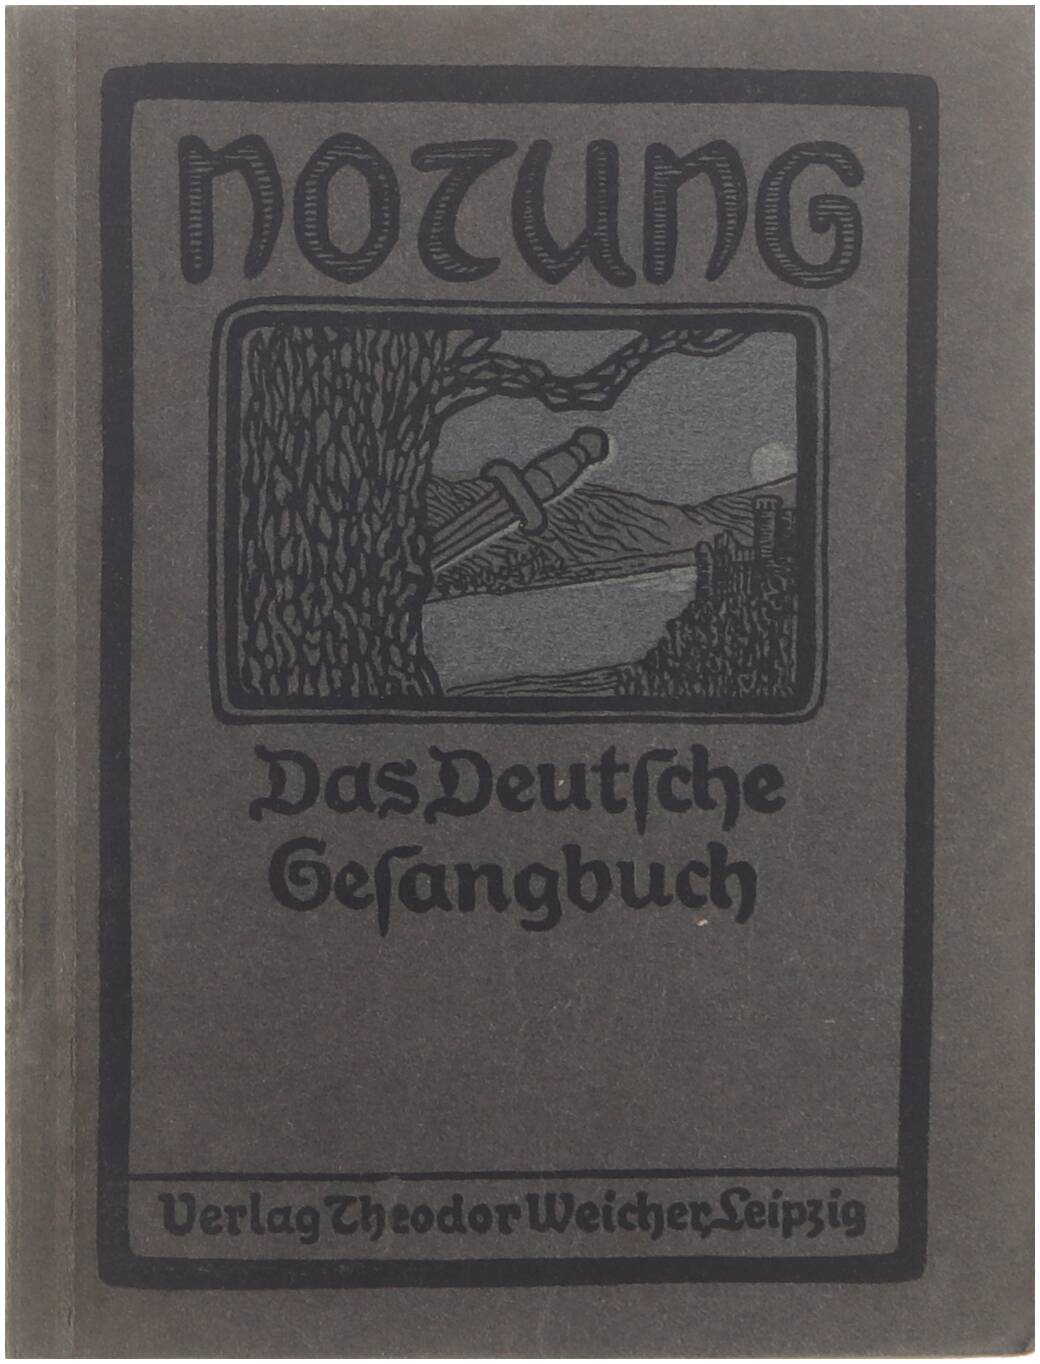 NOTUNG
Das Deutſche
Geſangbuch
Verlag Theodor Weicher, Leipzig